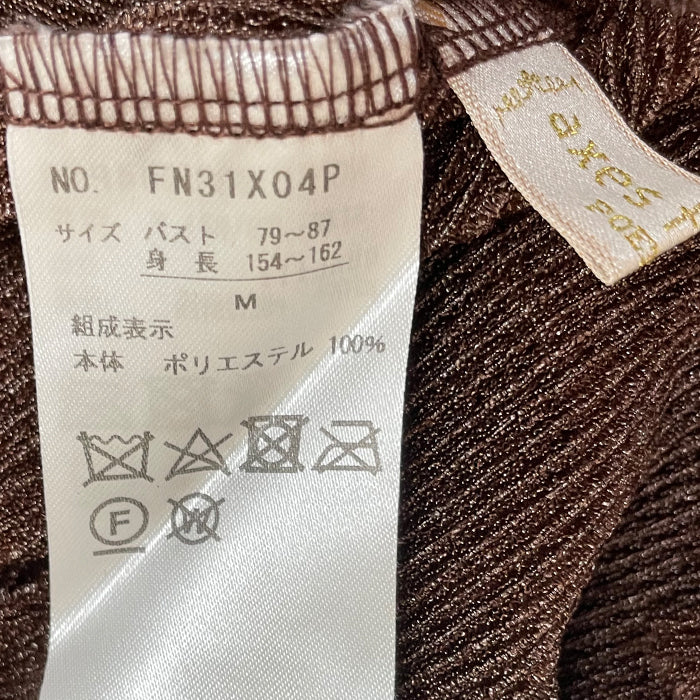 NO. FN31X04P
サイズ バスト 79～87
身長 154～162
M
組成表示
本体 ポリエステル 100%
F
W
axes